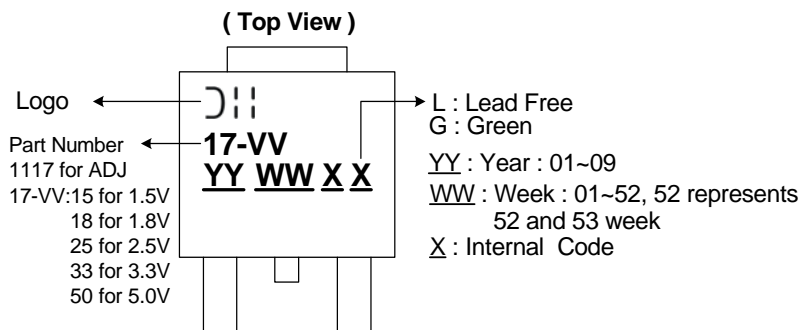 ( Top View )
Logo
17-VV
YY WW X X
Part Number
1117 for ADJ
17-VV:15 for 1.5V
18 for 1.8V
25 for 2.5V
33 for 3.3V
50 for 5.0V
L : Lead Free
G : Green
YY : Year : 01~09
WW : Week : 01~52, 52 represents
52 and 53 week
X : Internal Code